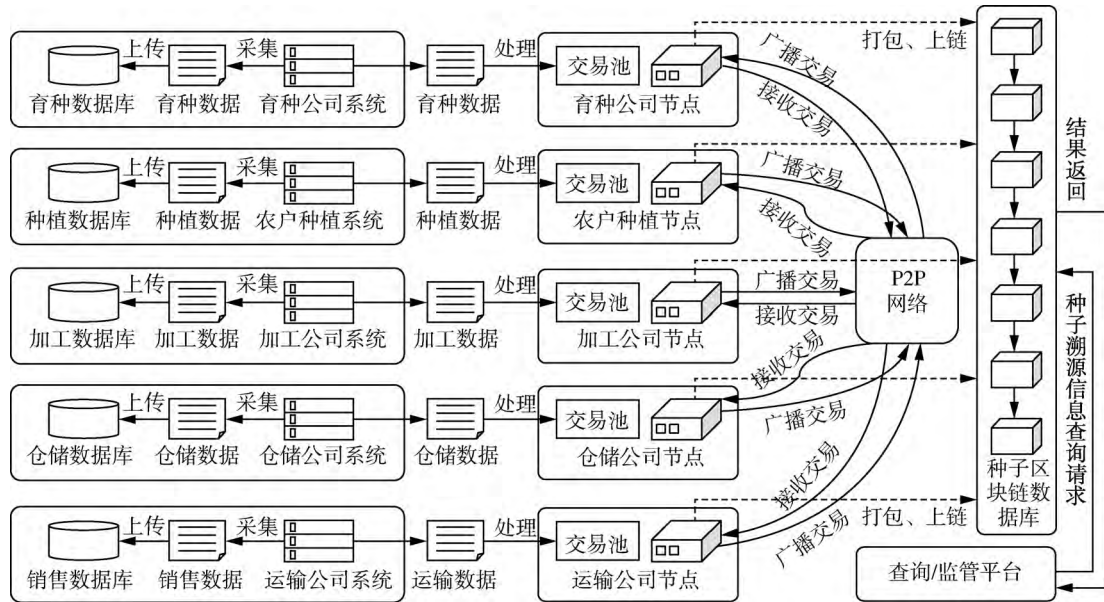 上传
采集
处理
育种数据库
育种数据
育种公司系统
育种数据
交易池
育种公司节点
广播交易
接收交易
打包、上链
上传
采集
处理
种植数据库
种植数据
农户种植系统
种植数据
交易池
农户种植节点
广播交易
接收交易
上传
采集
处理
加工数据库
加工数据
加工公司系统
加工数据
交易池
加工公司节点
广播交易
接收交易
P2P
网络
上传
采集
处理
仓储数据库
仓储数据
仓储公司系统
仓储数据
交易池
仓储公司节点
接收交易
广播交易
上传
采集
处理
销售数据库
销售数据
运输公司系统
运输数据
交易池
运输公司节点
接收交易
广播交易
打包、上链
种子区
块链数
据库
结果返回
种子溯源信息查询请求
查询/监管平台